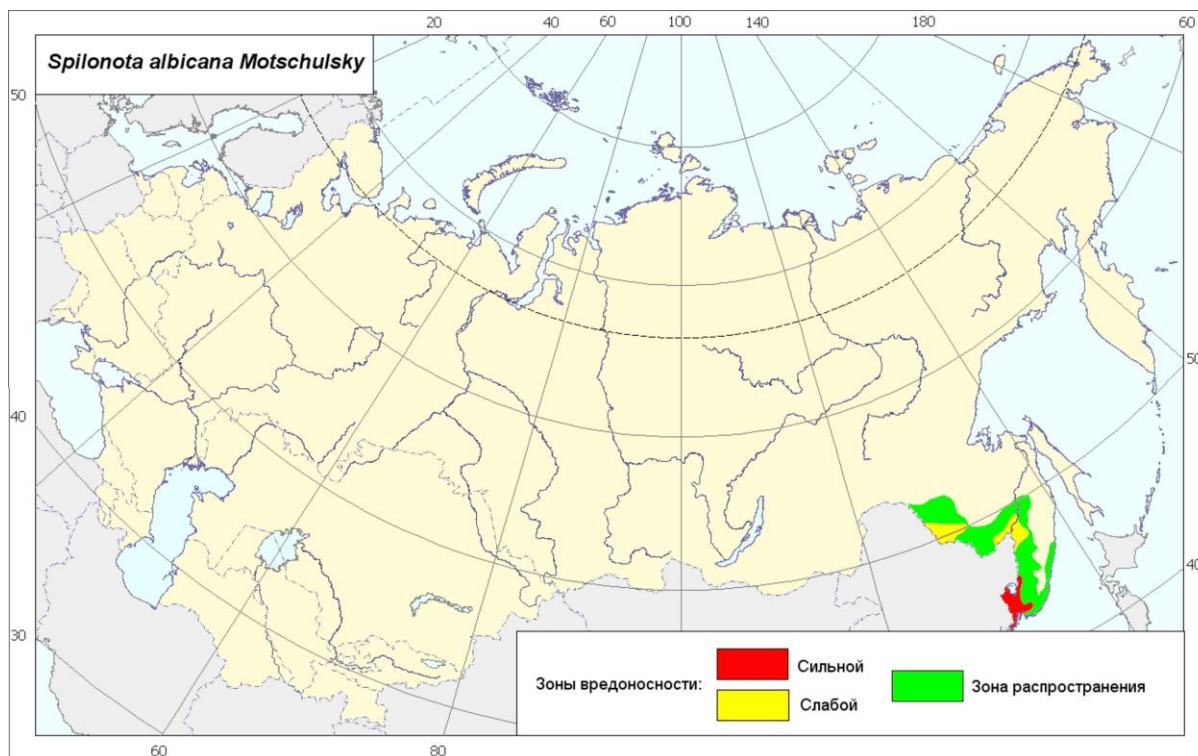 20 40 60 100 140 180 60
Spilonota albicana Motschulsky
50
50
40
40
30
Зоны вредоносности:
Сильной
Слабой
Зона распространения
60 80